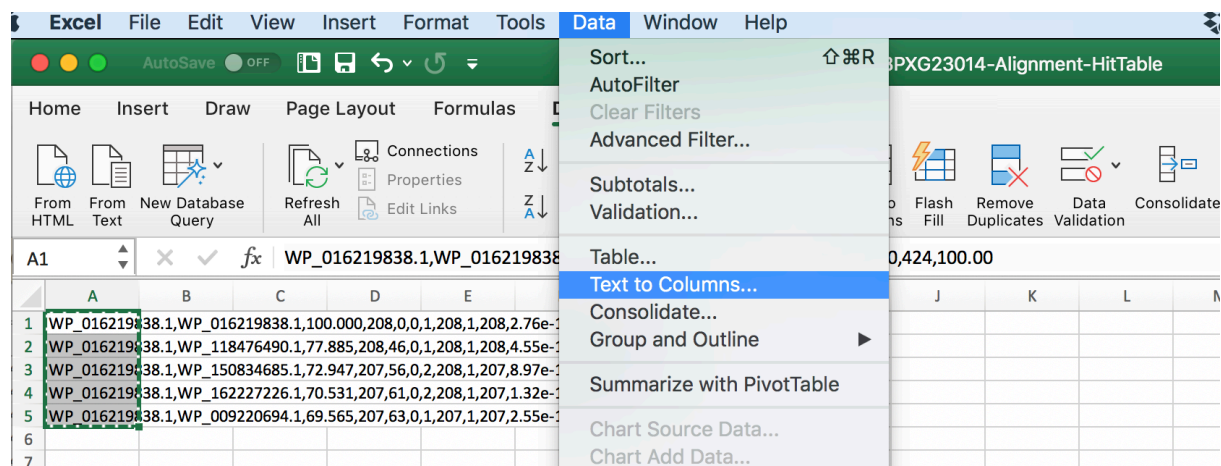 Excel File Edit View Insert Format Tools Data Window Help
AutoSave OFF
PXG23014-Alignment-HitTable
Home Insert Draw Page Layout Formulas
Sort... ⇧⌘R
AutoFilter
Clear Filters
Advanced Filter...
Subtotals...
Validation...
Table...
Text to Columns...
Consolidate...
Group and Outline ▶
Summarize with PivotTable
Chart Source Data...
Chart Add Data...
From HTML
From Text
New Database Query
Refresh All
Connections
Properties
Edit Links
A Z
Z A
Flash Fill
Remove Duplicates
Data Validation
Consolidate
A1 fx WP_016219838.1,WP_016219838 0,424,100.00
A B C D E J K L
1 WP_016219838.1,WP_016219838.1,100.000,208,0,0,1,208,1,208,2.76e-1
2 WP_016219838.1,WP_118476490.1,77.885,208,46,0,1,208,1,208,4.55e-1
3 WP_016219838.1,WP_150834685.1,72.947,207,56,0,2,208,1,207,8.97e-1
4 WP_016219838.1,WP_162227226.1,70.531,207,61,0,2,208,1,207,1.32e-1
5 WP_016219838.1,WP_009220694.1,69.565,207,63,0,1,207,1,207,2.55e-1
6
7